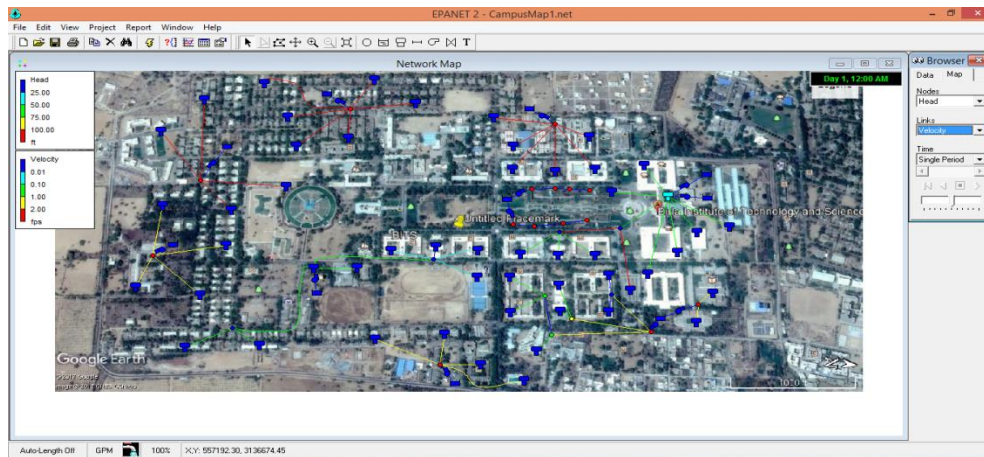 EPANET 2 - CampusMap1.net
File Edit View Project Report Window Help
Network Map
Day 1, 12:00 AM
Head
25.00
50.00
75.00
100.00
ft
Velocity
0.01
0.10
1.00
2.00
fps
Untitled Placemark
Institute of Technology and Science
BITS
Google Earth
Browser
Data Map
Nodes
Head
Links
Velocity
Time
Single Period
Auto-Length Off GPM 100% X,Y: 557192.30, 3136674.45